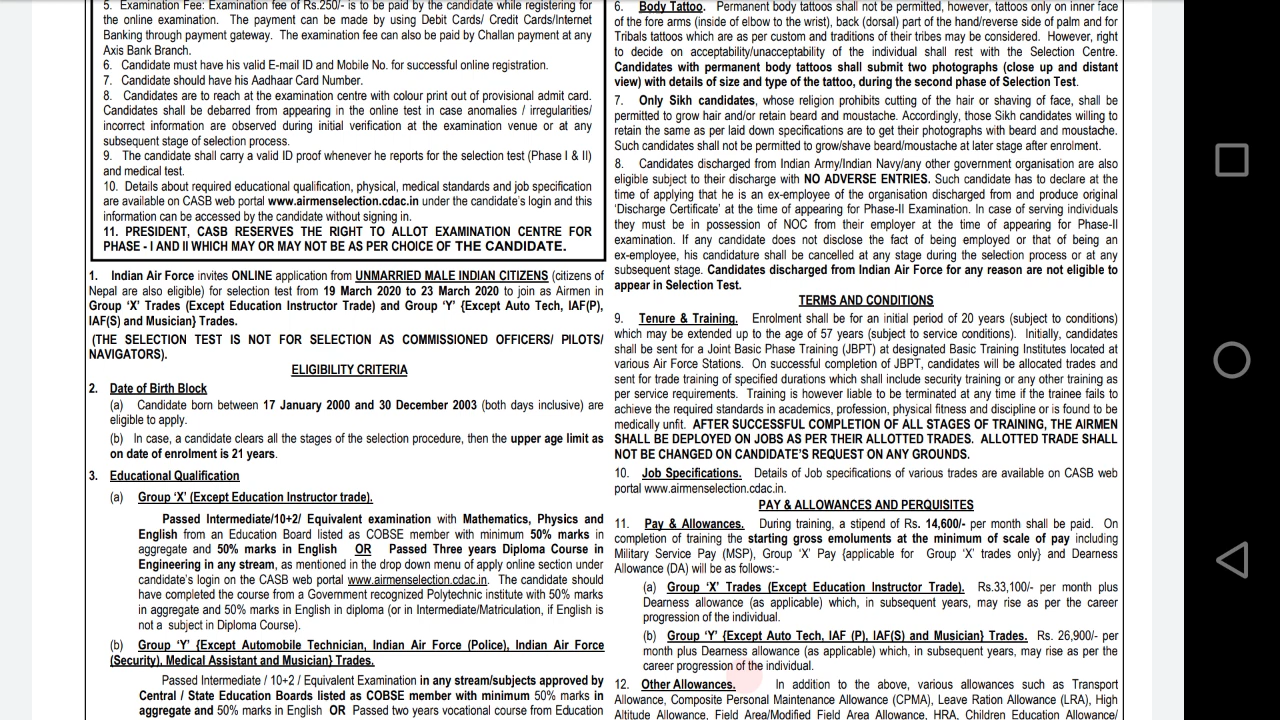 5. Examination Fee: Examination fee of Rs.250/- is to be paid by the candidate while registering for
the online examination. The payment can be made by using Debit Cards/ Credit Cards/Internet
Banking through payment gateway. The examination fee can also be paid by Challan payment at any
Axis Bank Branch.
6. Candidate must have his valid E-mail ID and Mobile No. for successful online registration.
7. Candidate should have his Aadhaar Card Number.
8. Candidates are to reach at the examination centre with colour print out of provisional admit card.
Candidates shall be debarred from appearing in the online test in case anomalies / irregularities/
incorrect information are observed during initial verification at the examination venue or at any
subsequent stage of selection process.
9. The candidate shall carry a valid ID proof whenever he reports for the selection test (Phase I & II)
and medical test.
10. Details about required educational qualification, physical, medical standards and job specification
are available on CASB web portal www.airmenselection.cdac.in under the candidate's login and this
information can be accessed by the candidate without signing in.
11. PRESIDENT, CASB RESERVES THE RIGHT TO ALLOT EXAMINATION CENTRE FOR
PHASE - I AND II WHICH MAY OR MAY NOT BE AS PER CHOICE OF THE CANDIDATE.
1. Indian Air Force invites ONLINE application from UNMARRIED MALE INDIAN CITIZENS (citizens of
Nepal are also eligible) for selection test from 19 March 2020 to 23 March 2020 to join as Airmen in
Group 'X' Trades (Except Education Instructor Trade) and Group 'Y' {Except Auto Tech, IAF(P),
IAF(S) and Musician} Trades.
(THE SELECTION TEST IS NOT FOR SELECTION AS COMMISSIONED OFFICERS/ PILOTS/
NAVIGATORS).
ELIGIBILITY CRITERIA
2. Date of Birth Block
(a) Candidate born between 17 January 2000 and 30 December 2003 (both days inclusive) are
eligible to apply.
(b) In case, a candidate clears all the stages of the selection procedure, then the upper age limit as
on date of enrolment is 21 years.
3. Educational Qualification
(a) Group 'X' (Except Education Instructor trade).
Passed Intermediate/10+2/ Equivalent examination with Mathematics, Physics and
English from an Education Board listed as COBSE member with minimum 50% marks in
aggregate and 50% marks in English OR Passed Three years Diploma Course in
Engineering in any stream, as mentioned in the drop down menu of apply online section under
candidate's login on the CASB web portal www.airmenselection.cdac.in. The candidate should
have completed the course from a Government recognized Polytechnic institute with 50% marks
in aggregate and 50% marks in English in diploma (or in Intermediate/Matriculation, if English is
not a subject in Diploma Course).
(b) Group 'Y' {Except Automobile Technician, Indian Air Force (Police), Indian Air Force
(Security), Medical Assistant and Musician} Trades.
Passed Intermediate / 10+2 / Equivalent Examination in any stream/subjects approved by
Central / State Education Boards listed as COBSE member with minimum 50% marks in
aggregate and 50% marks in English OR Passed two years vocational course from Education
6. Body Tattoo. Permanent body tattoos shall not be permitted, however, tattoos only on inner face
of the fore arms (inside of elbow to the wrist), back (dorsal) part of the hand/reverse side of palm and for
Tribals tattoos which are as per custom and traditions of their tribes may be considered. However, right
to decide on acceptability/unacceptability of the individual shall rest with the Selection Centre.
Candidates with permanent body tattoos shall submit two photographs (close up and distant
view) with details of size and type of the tattoo, during the second phase of Selection Test.
7. Only Sikh candidates, whose religion prohibits cutting of the hair or shaving of face, shall be
permitted to grow hair and/or retain beard and moustache. Accordingly, those Sikh candidates willing to
retain the same as per laid down specifications are to get their photographs with beard and moustache.
Such candidates shall not be permitted to grow/shave beard/moustache at later stage after enrolment.
8. Candidates discharged from Indian Army/Indian Navy/any other government organisation are also
eligible subject to their discharge with NO ADVERSE ENTRIES. Such candidate has to declare at the
time of applying that he is an ex-employee of the organisation discharged from and produce original
'Discharge Certificate' at the time of appearing for Phase-II Examination. In case of serving individuals
they must be in possession of NOC from their employer at the time of appearing for Phase-II
examination. If any candidate does not disclose the fact of being employed or that of being an
ex-employee, his candidature shall be cancelled at any stage during the selection process or at any
subsequent stage. Candidates discharged from Indian Air Force for any reason are not eligible to
appear in Selection Test.
TERMS AND CONDITIONS
9. Tenure & Training. Enrolment shall be for an initial period of 20 years (subject to conditions)
which may be extended up to the age of 57 years (subject to service conditions). Initially, candidates
shall be sent for a Joint Basic Phase Training (JBPT) at designated Basic Training Institutes located at
various Air Force Stations. On successful completion of JBPT, candidates will be allocated trades and
sent for trade training of specified durations which shall include security training or any other training as
per service requirements. Training is however liable to be terminated at any time if the trainee fails to
achieve the required standards in academics, profession, physical fitness and discipline or is found to be
medically unfit. AFTER SUCCESSFUL COMPLETION OF ALL STAGES OF TRAINING, THE AIRMEN
SHALL BE DEPLOYED ON JOBS AS PER THEIR ALLOTTED TRADES. ALLOTTED TRADE SHALL
NOT BE CHANGED ON CANDIDATE'S REQUEST ON ANY GROUNDS.
10. Job Specifications. Details of Job specifications of various trades are available on CASB web
portal www.airmenselection.cdac.in.
PAY & ALLOWANCES AND PERQUISITES
11. Pay & Allowances. During training, a stipend of Rs. 14,600/- per month shall be paid. On
completion of training the starting gross emoluments at the minimum of scale of pay including
Military Service Pay (MSP), Group 'X' Pay {applicable for Group 'X' trades only} and Dearness
Allowance (DA) will be as follows:-
(a) Group 'X' Trades (Except Education Instructor Trade). Rs.33,100/- per month plus
Dearness allowance (as applicable) which, in subsequent years, may rise as per the career
progression of the individual.
(b) Group 'Y' {Except Auto Tech, IAF (P), IAF(S) and Musician} Trades. Rs. 26,900/- per
month plus Dearness allowance (as applicable) which, in subsequent years, may rise as per the
career progression of the individual.
12. Other Allowances. In addition to the above, various allowances such as Transport
Allowance, Composite Personal Maintenance Allowance (CPMA), Leave Ration Allowance (LRA), High
Altitude Allowance, Field Area/Modified Field Area Allowance, HRA, Children Education Allowance/